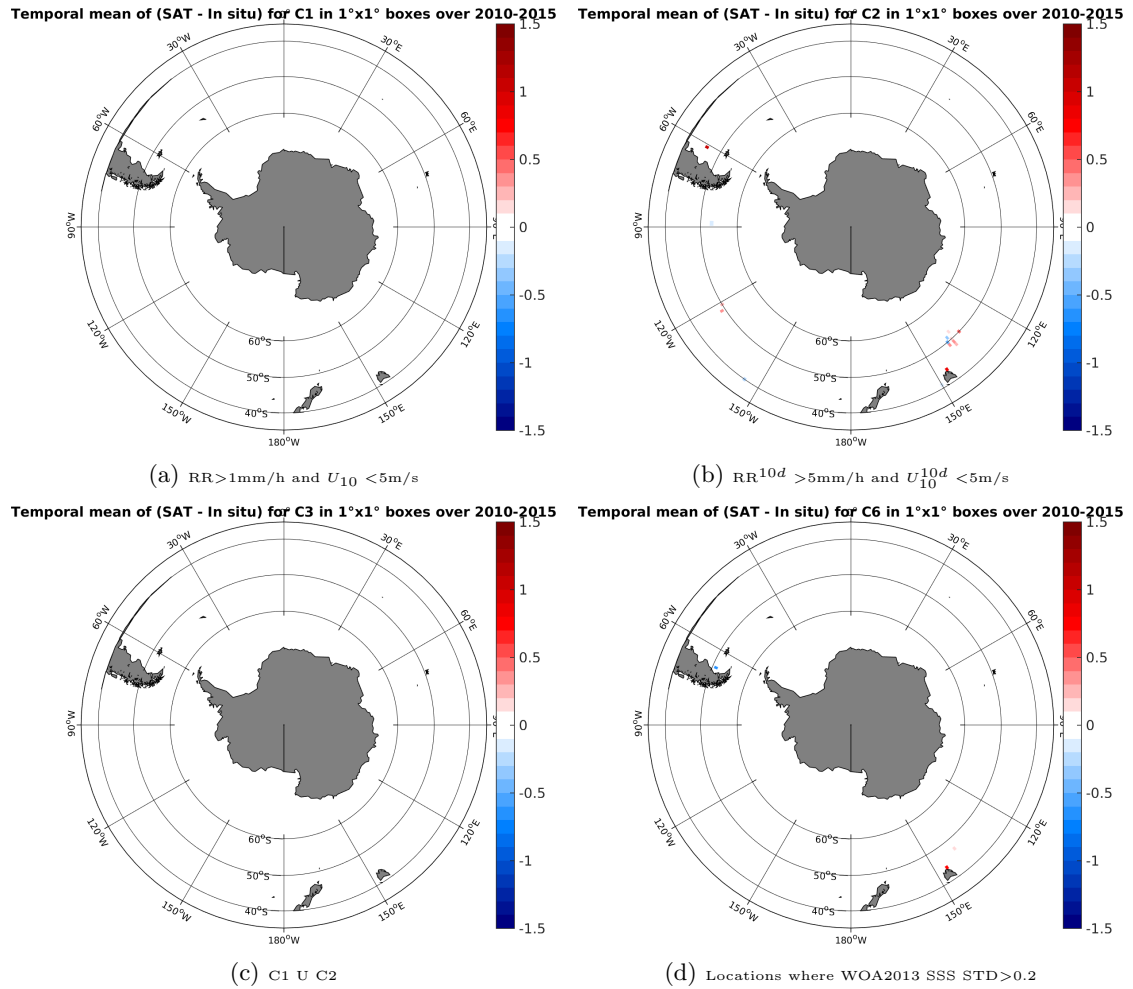 Temporal mean of (SAT - In situ) for C1 in 1°x1° boxes over 2010-2015
30°W
30°E
60°W
60°E
90°W
120°W
120°E
150°W
150°E
180°W
60°S
50°S
40°S
1.5
1
0.5
0
-0.5
-1
-1.5
(a) RR>1mm/h and U10 <5m/s
Temporal mean of (SAT - In situ) for C2 in 1°x1° boxes over 2010-2015
30°W
30°E
60°W
60°E
90°W
120°W
120°E
150°W
150°E
180°W
60°S
50°S
40°S
1.5
1
0.5
0
-0.5
-1
-1.5
(b) RR10d >5mm/h and U10 10d <5m/s
Temporal mean of (SAT - In situ) for C3 in 1°x1° boxes over 2010-2015
30°W
30°E
60°W
60°E
90°W
120°W
120°E
150°W
150°E
180°W
60°S
50°S
40°S
1.5
1
0.5
0
-0.5
-1
-1.5
(c) C1 U C2
Temporal mean of (SAT - In situ) for C6 in 1°x1° boxes over 2010-2015
30°W
30°E
60°W
60°E
90°W
120°W
120°E
150°W
150°E
180°W
60°S
50°S
40°S
1.5
1
0.5
0
-0.5
-1
-1.5
(d) Locations where WOA2013 SSS STD>0.2